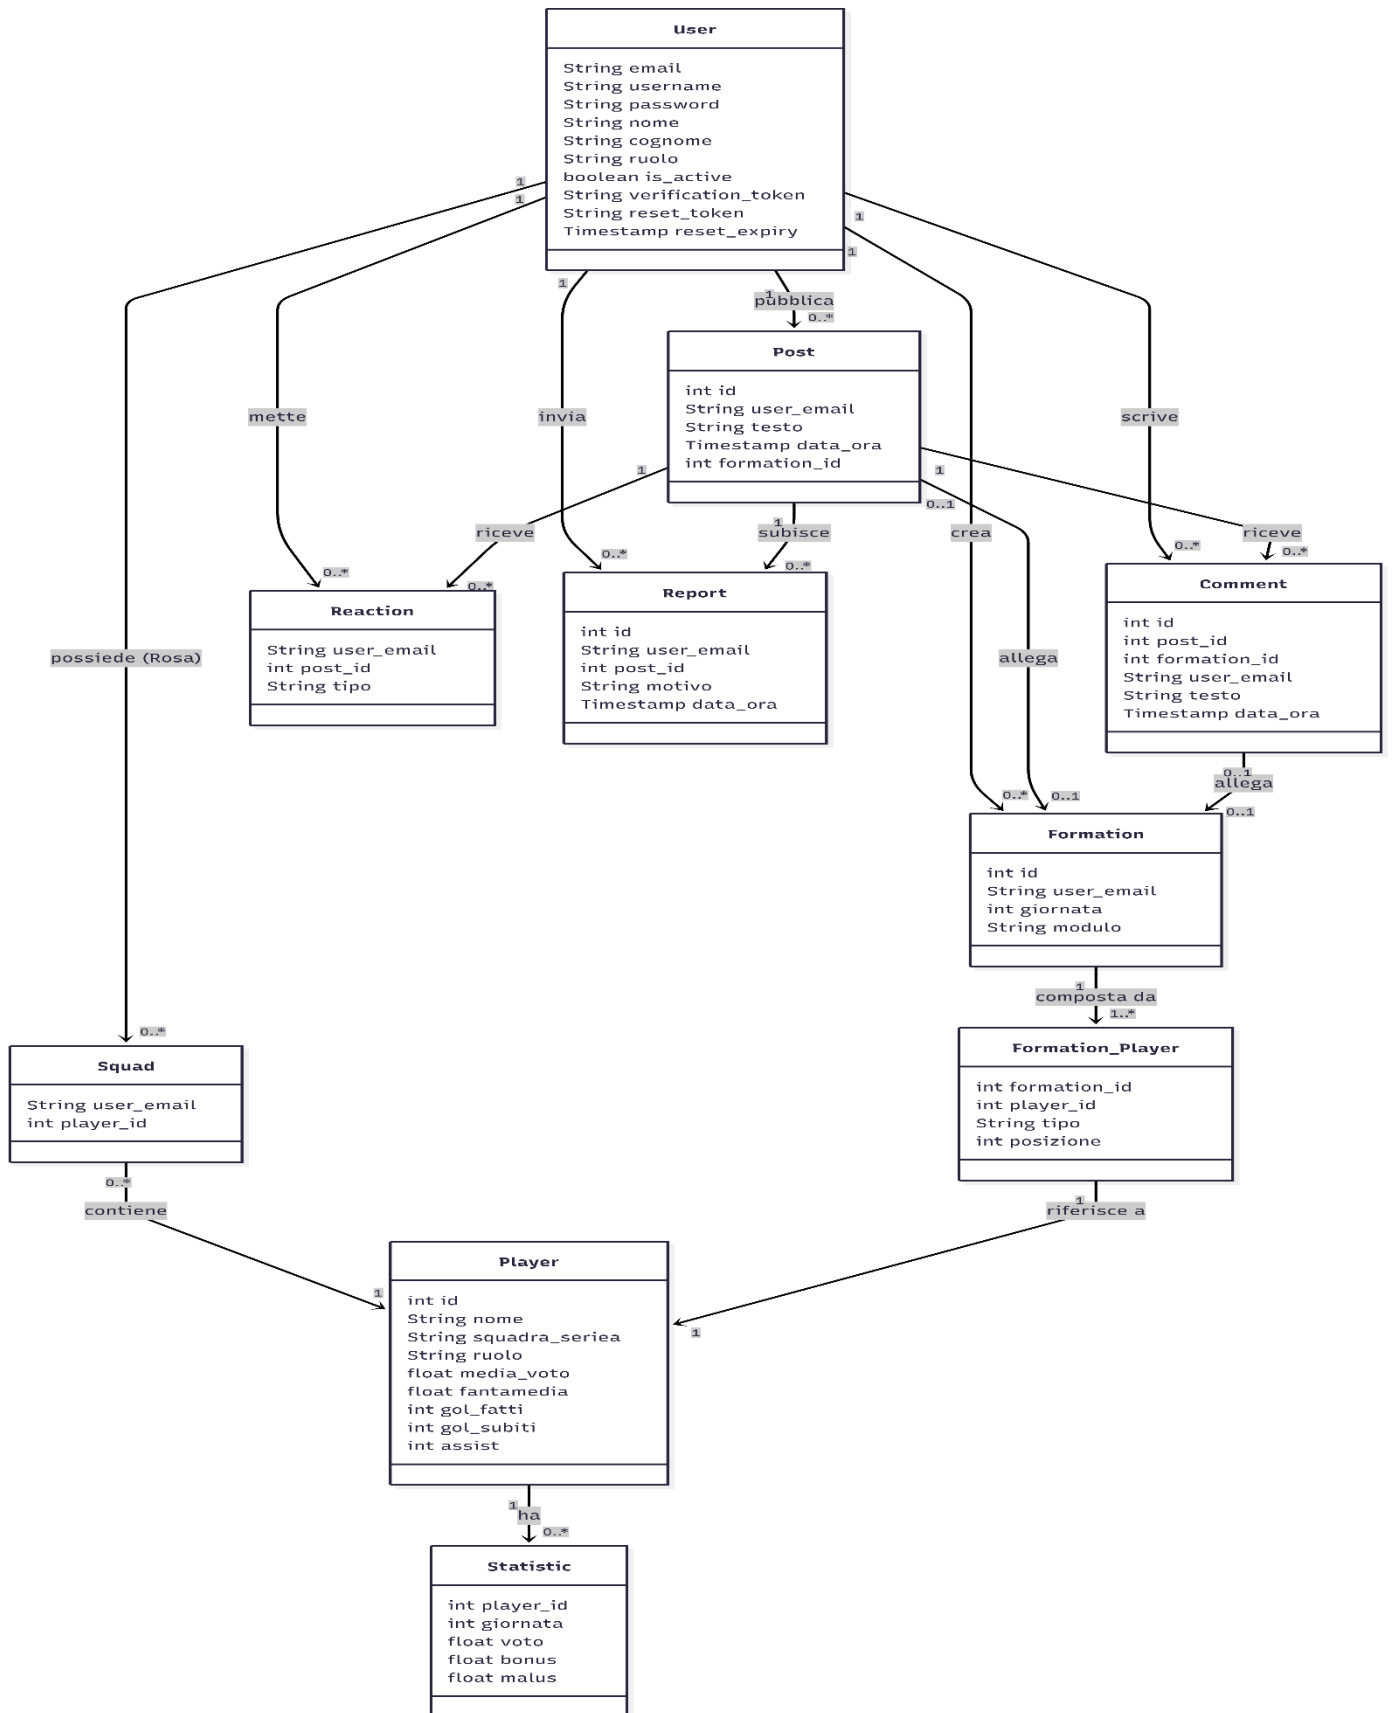 User
String email
String username
String password
String nome
String cognome
String ruolo
boolean is_active
String verification_token
String reset_token
Timestamp reset_expiry
1
1
1
1
1
1
pubblica
0..*
Post
int id
String user_email
String testo
Timestamp data_ora
int formation_id
mette
invia
scrive
1
1
0..1
riceve
1
subisce
crea
riceve
0..*
0..*
0..*
0..*
0..*
0..*
Reaction
String user_email
int post_id
String tipo
Report
int id
String user_email
int post_id
String motivo
Timestamp data_ora
Comment
int id
int post_id
int formation_id
String user_email
String testo
Timestamp data_ora
possiede (Rosa)
allega
0..1
allega
0..*
0..1
0..1
Formation
int id
String user_email
int giornata
String modulo
1
composta da
1..*
0..*
Squad
String user_email
int player_id
Formation_Player
int formation_id
int player_id
String tipo
int posizione
0..*
contiene
1
riferisce a
1
1
Player
int id
String nome
String squadra_seriea
String ruolo
float media_voto
float fantamedia
int gol_fatti
int gol_subiti
int assist
1
ha
0..*
Statistic
int player_id
int giornata
float voto
float bonus
float malus